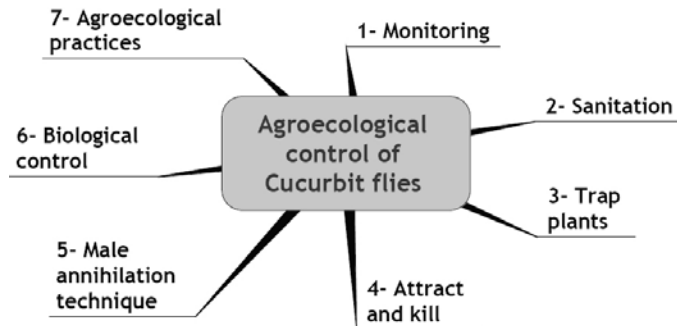 Agroecological
control of
Cucurbit flies
1- Monitoring
2- Sanitation
3- Trap
plants
4- Attract
and kill
5- Male
annihilation
technique
6- Biological
control
7- Agroecological
practices